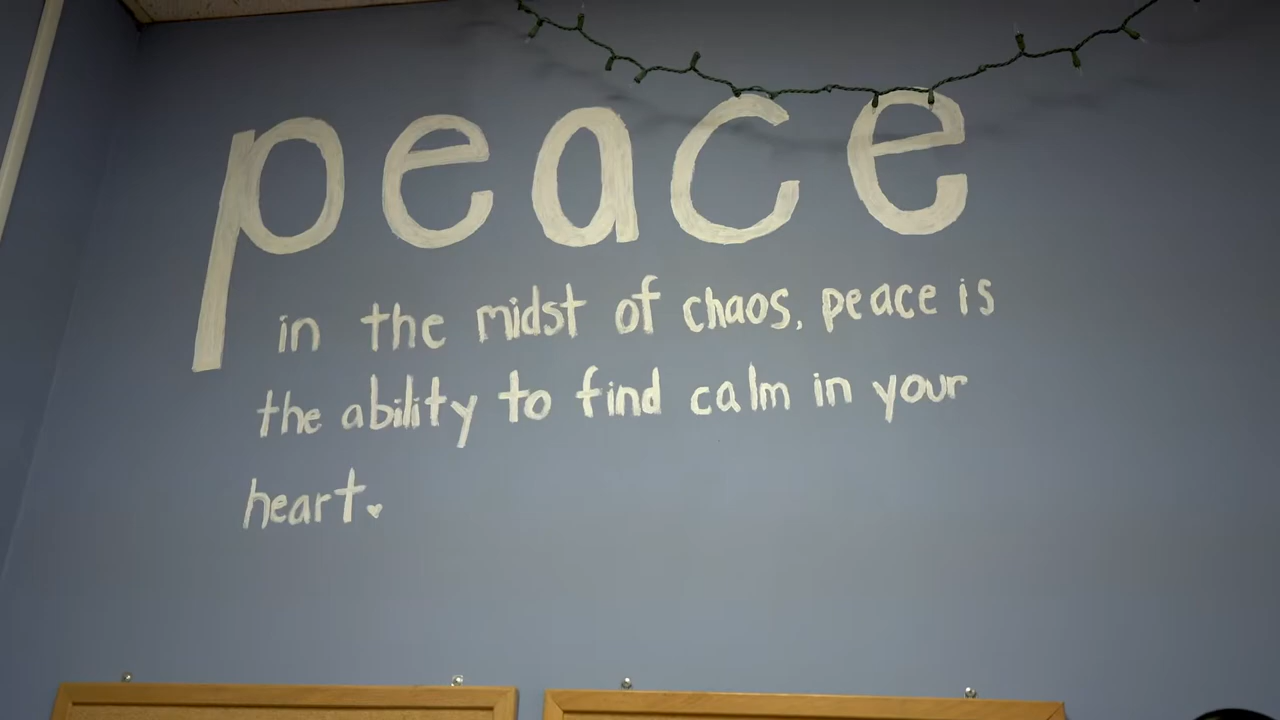 peace
in the midst of chaos, peace is
the ability to find calm in your
heart.